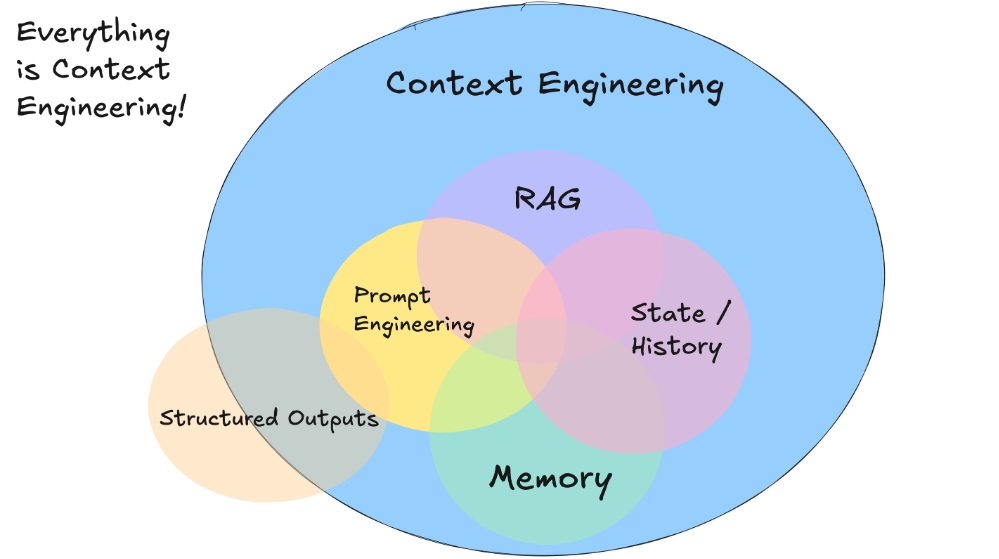 Everything
is Context
Engineering!
Context Engineering
RAG
Prompt
Engineering
State /
History
Structured Outputs
Memory